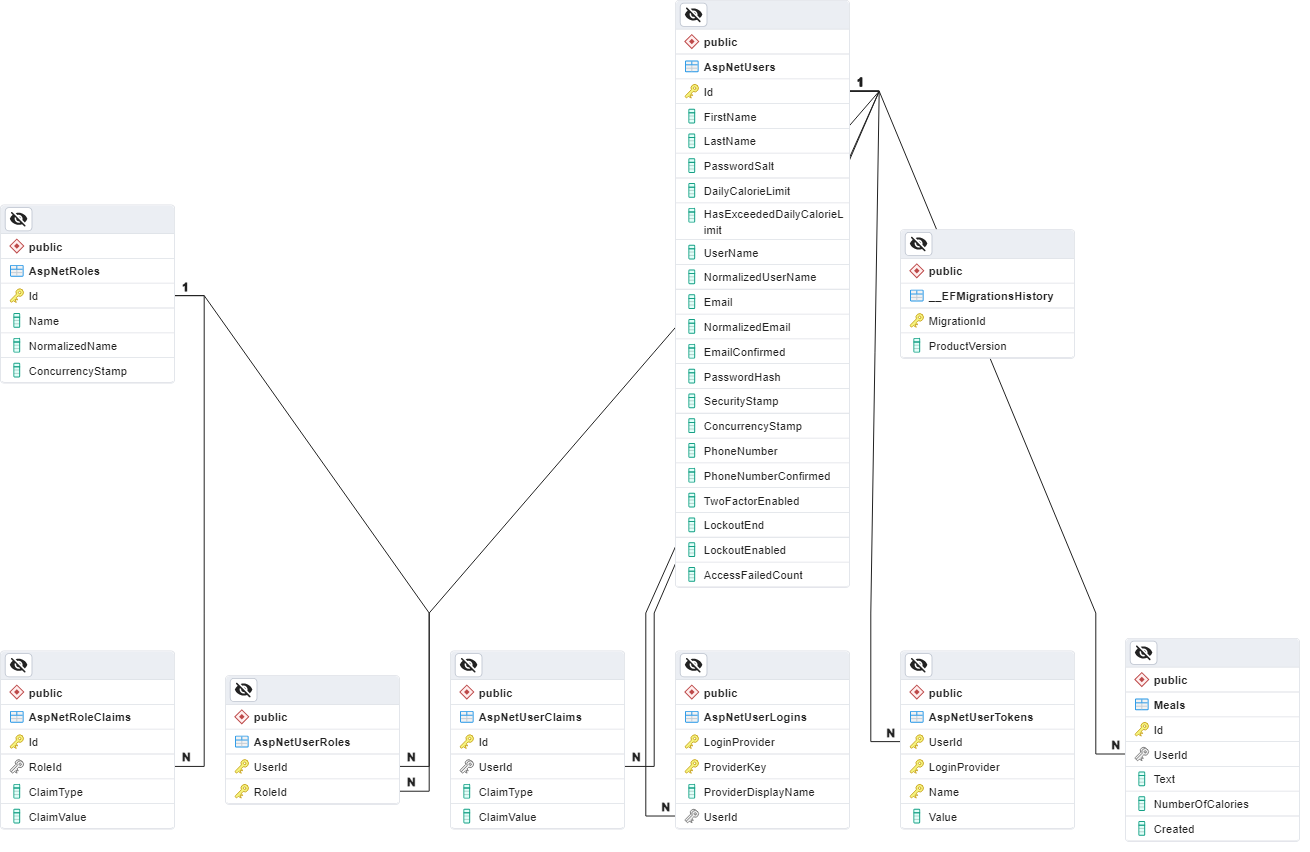 public
AspNetUsers
Id
FirstName
LastName
PasswordSalt
DailyCalorieLimit
HasExceededDailyCalorieL
imit
UserName
NormalizedUserName
Email
NormalizedEmail
EmailConfirmed
PasswordHash
SecurityStamp
ConcurrencyStamp
PhoneNumber
PhoneNumberConfirmed
TwoFactorEnabled
LockoutEnd
LockoutEnabled
AccessFailedCount
1
public
AspNetRoles
Id
Name
NormalizedName
ConcurrencyStamp
1
public
__EFMigrationsHistory
MigrationId
ProductVersion
public
AspNetRoleClaims
Id
RoleId
ClaimType
ClaimValue
N
public
AspNetUserRoles
UserId
RoleId
N
N
public
AspNetUserClaims
Id
UserId
ClaimType
ClaimValue
N
public
AspNetUserLogins
LoginProvider
ProviderKey
ProviderDisplayName
UserId
N
public
AspNetUserTokens
UserId
LoginProvider
Name
Value
N
public
Meals
Id
UserId
Text
NumberOfCalories
Created
N